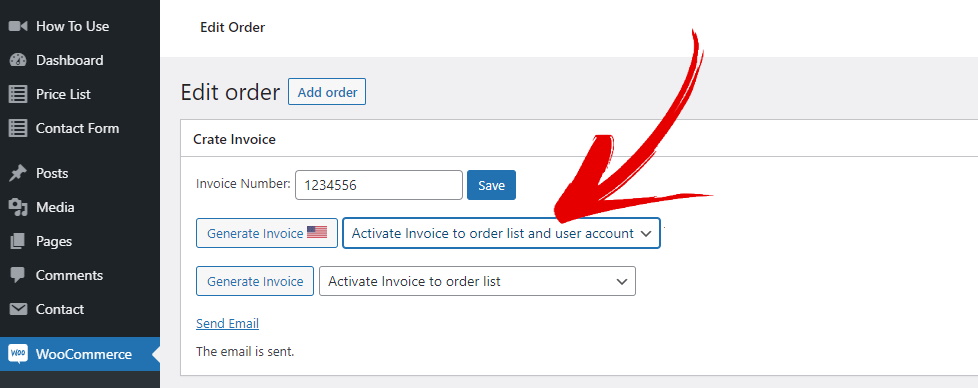 How To Use
Edit Order
Dashboard
Price List
Edit order
Add order
Contact Form
Crate Invoice
Posts
Invoice Number:
1234556
Save
Media
Generate Invoice
Activate Invoice to order list and user account
Pages
Comments
Generate Invoice
Activate Invoice to order list
Contact
Send Email
Woo
WooCommerce
The email is sent.